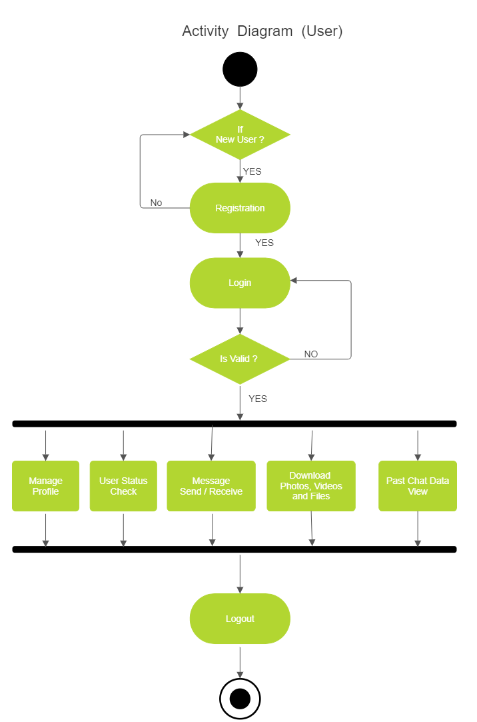 Activity Diagram (User)
If
New User ?
YES
No
Registration
YES
Login
Is Valid ?
NO
YES
Manage
Profile
User Status
Check
Message
Send / Receive
Download
Photos, Videos
and Files
Past Chat Data
View
Logout